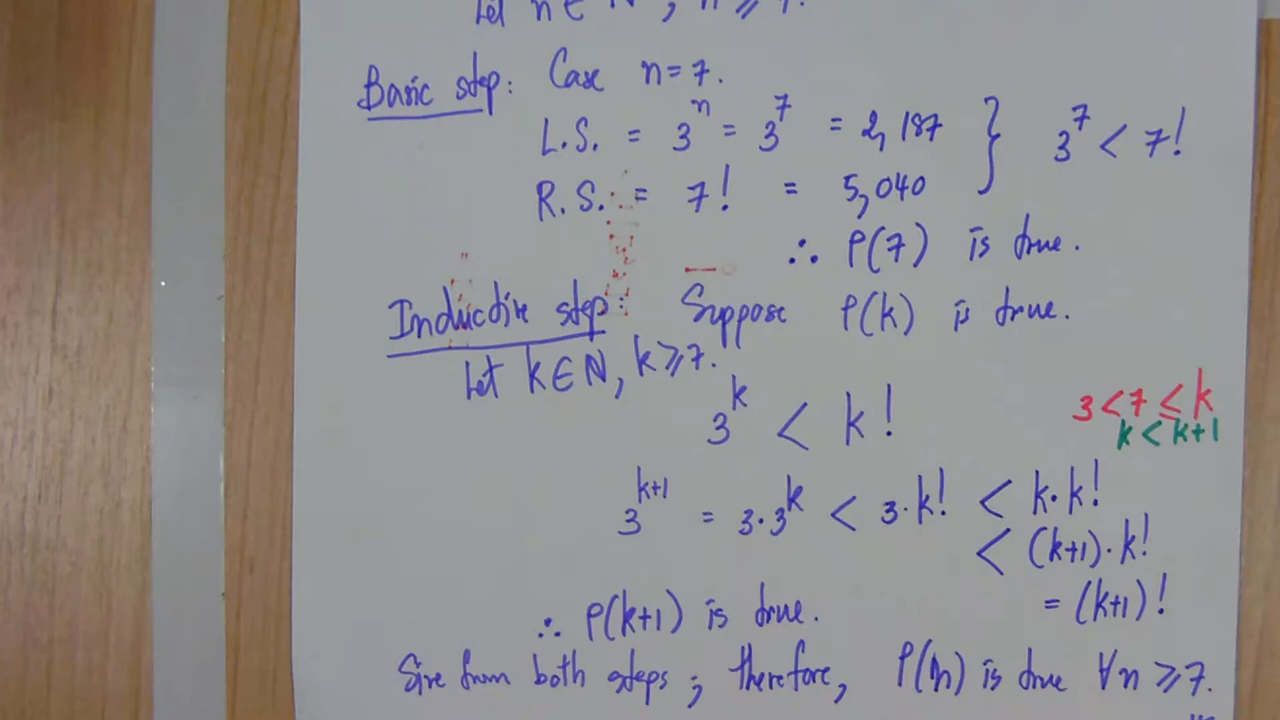 Let n ∈ ℕ, n ≥ 7.
Basic step: Case n = 7.
L.S. = 3^n = 3^7 = 2,187 } 3^7 < 7!
R.S. = 7! = 5,040
∴ P(7) is true.
Inductive step: Suppose P(k) is true.
Let k ∈ ℕ, k ≥ 7.
3^k < k!
3 < 7 ≤ k
k < k+1
3^{k+1} = 3·3^k < 3·k! < k·k!
< (k+1)·k!
= (k+1)!
∴ P(k+1) is true.
from both steps; therefore, P(n) is true ∀n ≥ 7.